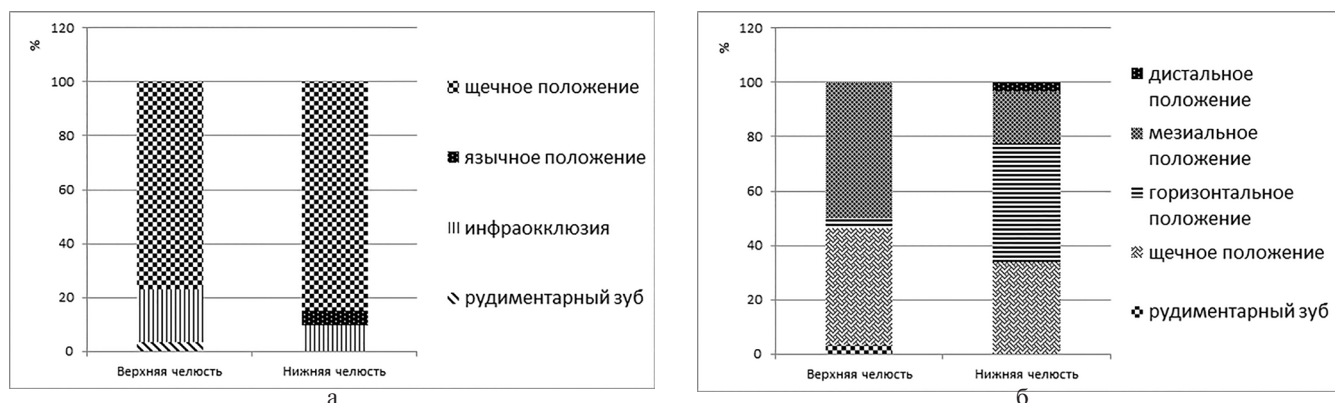 %
120
100
80
60
40
20
0
Верхняя челюсть
Нижняя челюсть
щечное положение
язычное положение
инфраокклюзия
рудиментарный зуб
а
%
120
100
80
60
40
20
0
Верхняя челюсть
Нижняя челюсть
дистальное
положение
мезиальное
положение
горизонтальное
положение
щечное положение
рудиментарный зуб
б